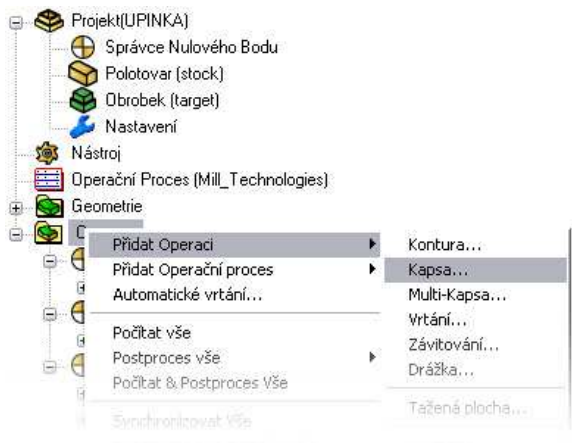 Projekt(UPINKA)
Správce Nulového Bodu
Polotovar (stock)
Obrobek (target)
Nastavení
Nástroj
Operační Proces (Mill_Technologies)
Geometrie
Přidat Operaci
Přidat Operační proces
Automatické vrtání...
Počítat vše
Postproces vše
Počítat & Postproces Vše
Synchronizovat Vše
Kontura...
Kapsa...
Multi-Kapsa...
Vrtání...
Závitování...
Drážka...
Tažená plocha...